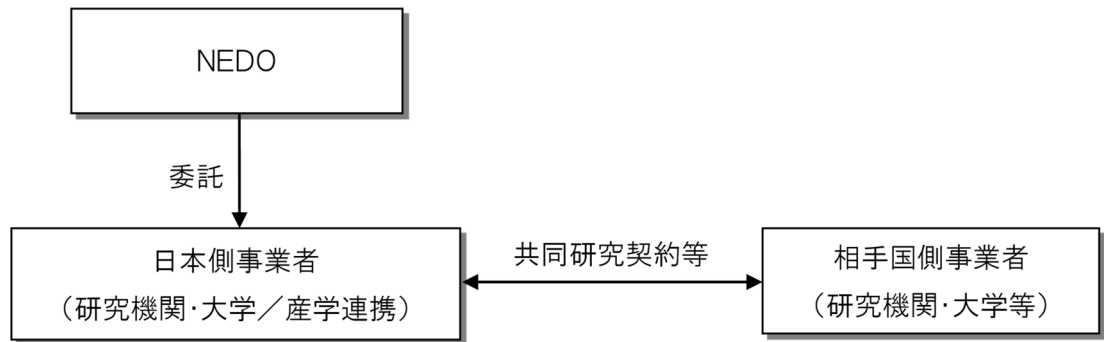 NEDO
委託
日本側事業者
（研究機関･大学／産学連携）
共同研究契約等
相手国側事業者
（研究機関･大学等）